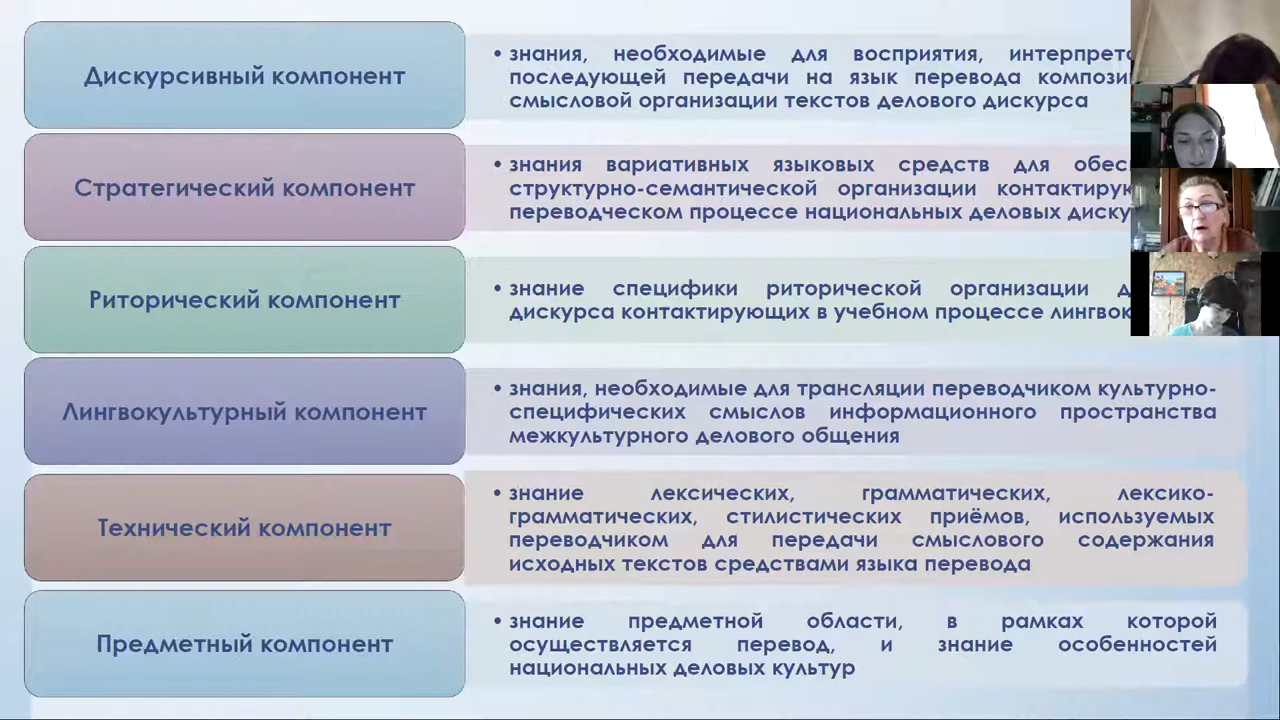 Дискурсивный компонент
• знания, необходимые для восприятия,
последующей передачи на язык перевода
смысловой организации текстов делового дискурса
Стратегический компонент
• знания вариативных языковых средств для
структурно-семантической организации
переводческом процессе национальных деловых
Риторический компонент
• знание специфики риторической организации
дискурса контактирующих в учебном процессе
Лингвокультурный компонент
• знания, необходимые для трансляции переводчиком культурно-
специфических смыслов информационного пространства
межкультурного делового общения
Технический компонент
• знание лексических, грамматических, лексико-
грамматических, стилистических приёмов, используемых
переводчиком для передачи смыслового содержания
исходных текстов средствами языка перевода
Предметный компонент
• знание предметной области, в рамках которой
осуществляется перевод, и знание особенностей
национальных деловых культур